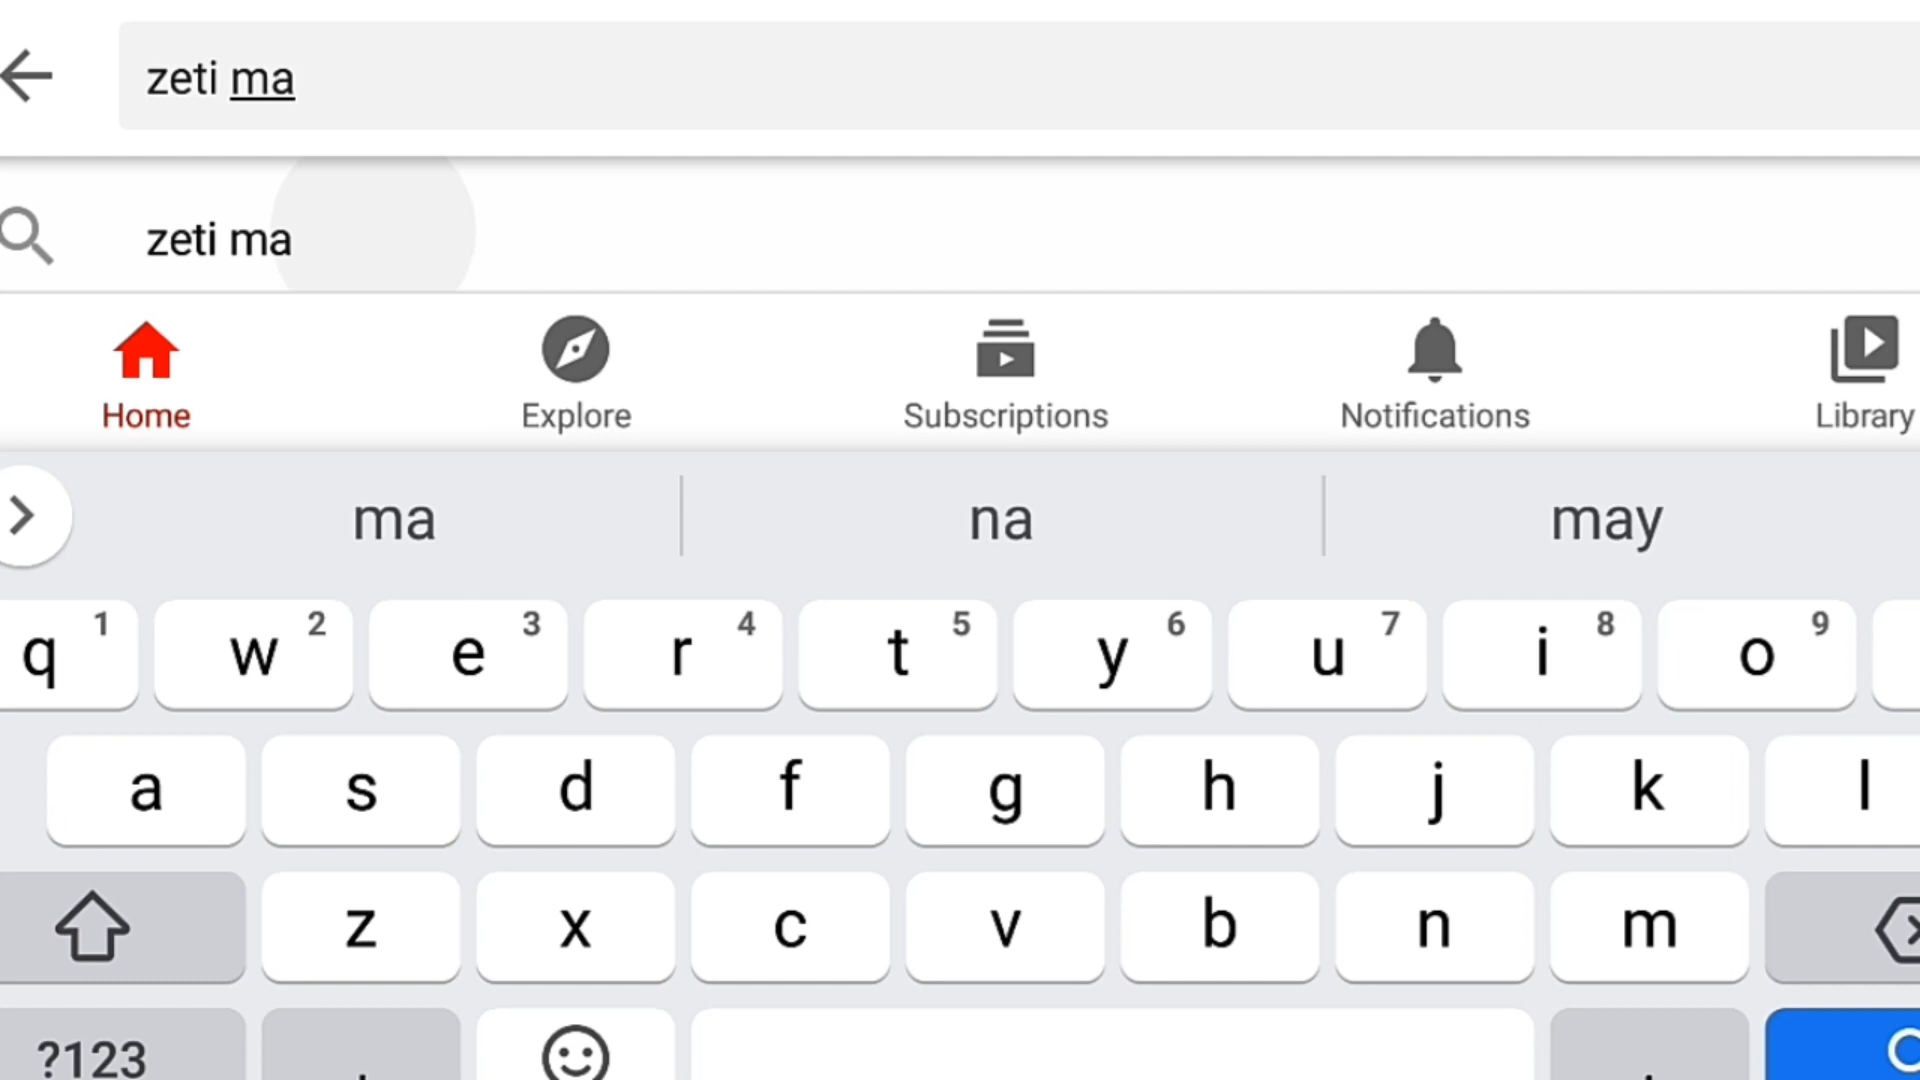 zeti ma
zeti ma
Home Explore Subscriptions Notifications Library
ma na may
q 1 w 2 e 3 r 4 t 5 y 6 u 7 i 8 o 9
a s d f g h j k l
z x c v b n m
?123